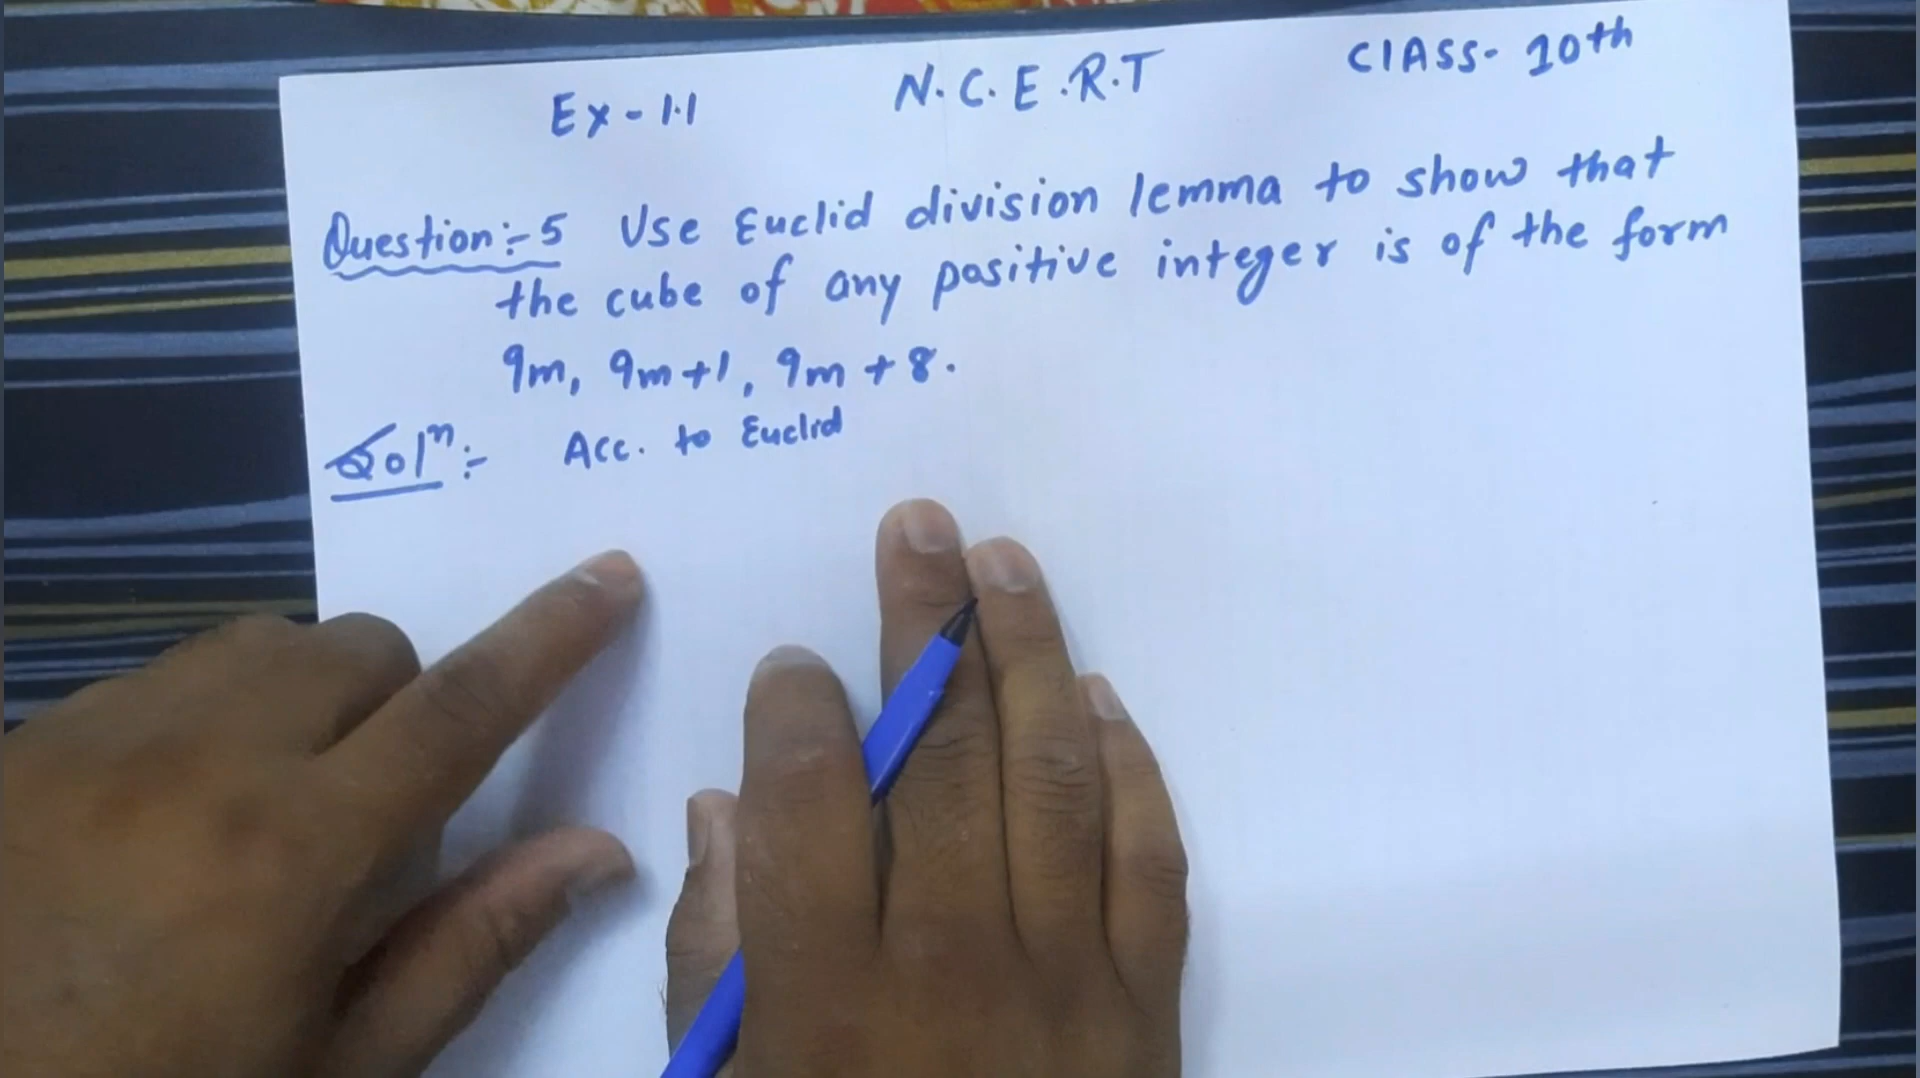 Ex - 1.1 N.C.E.R.T CLASS- 10th
Question:-5 Use Euclid division lemma to show that
the cube of any positive integer is of the form
9m, 9m+1, 9m+8.
Solⁿ:- Acc. to Euclid